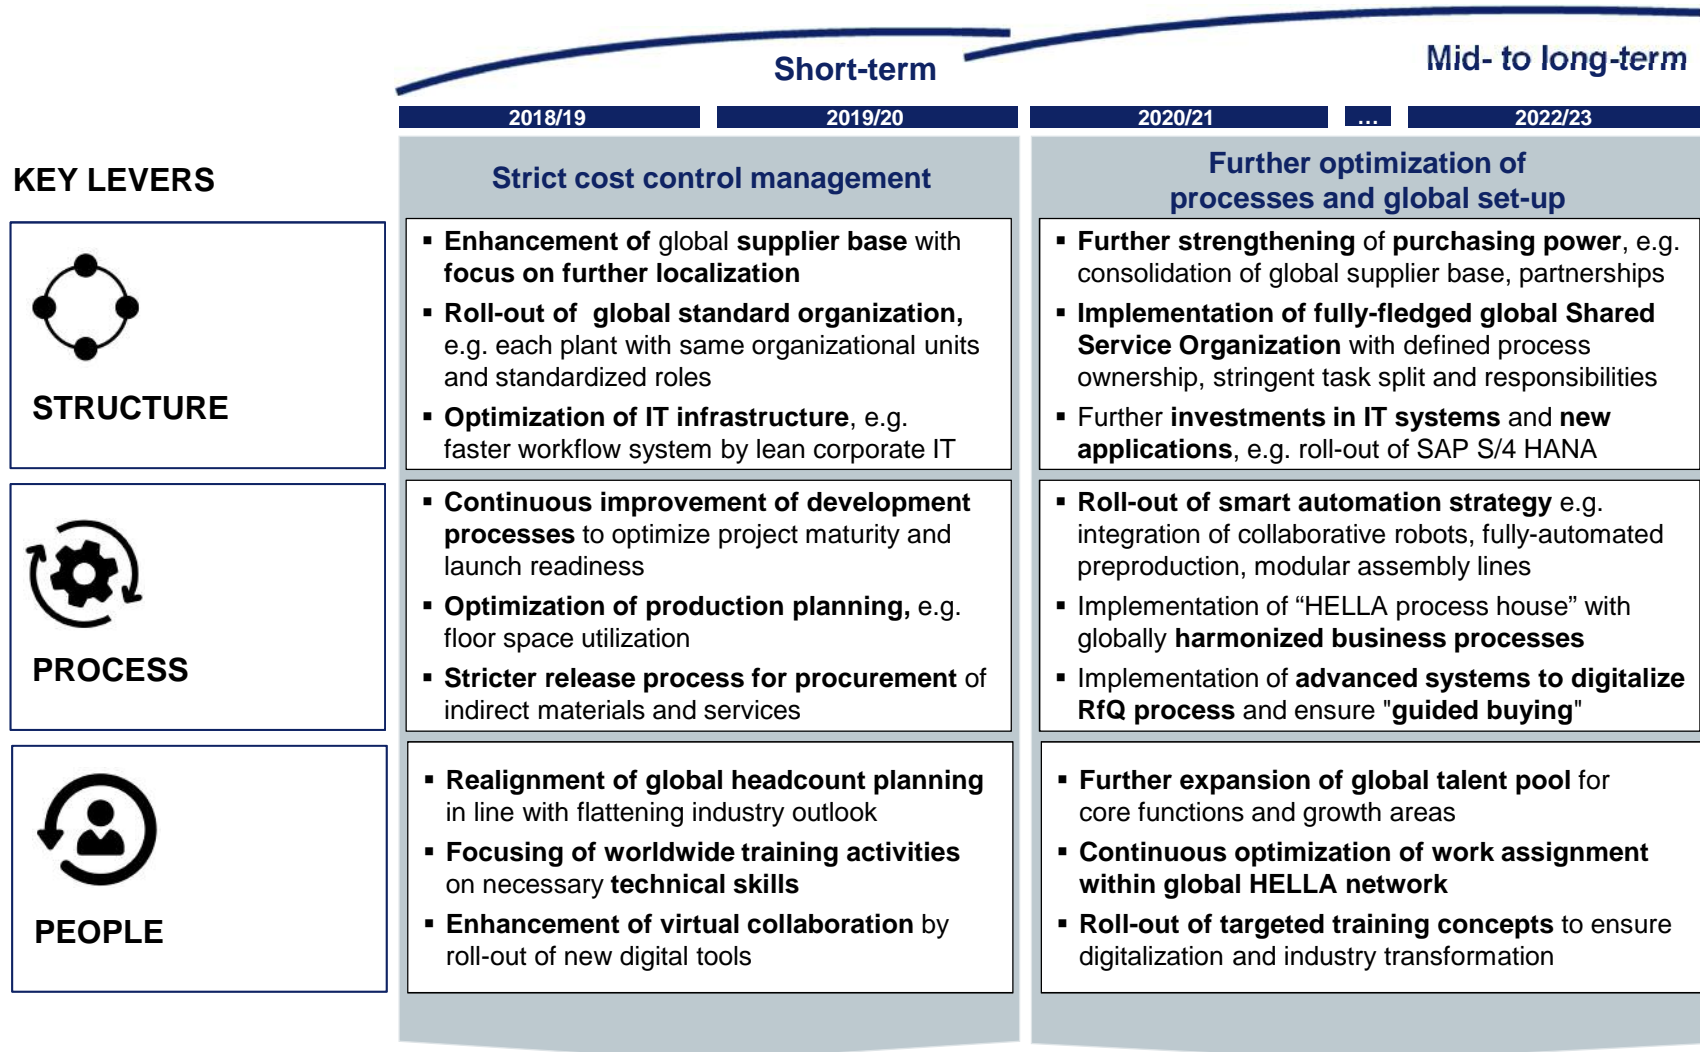 Short-term
Mid- to long-term
2018/19
2019/20
2020/21
...
2022/23
KEY LEVERS
Strict cost control management
Further optimization of
processes and global set-up
STRUCTURE
▪ Enhancement of global supplier base with
focus on further localization
▪ Roll-out of global standard organization,
e.g. each plant with same organizational units
and standardized roles
▪ Optimization of IT infrastructure, e.g.
faster workflow system by lean corporate IT
▪ Further strengthening of purchasing power, e.g.
consolidation of global supplier base, partnerships
▪ Implementation of fully-fledged global Shared
Service Organization with defined process
ownership, stringent task split and responsibilities
▪ Further investments in IT systems and new
applications, e.g. roll-out of SAP S/4 HANA
PROCESS
▪ Continuous improvement of development
processes to optimize project maturity and
launch readiness
▪ Optimization of production planning, e.g.
floor space utilization
▪ Stricter release process for procurement of
indirect materials and services
▪ Roll-out of smart automation strategy e.g.
integration of collaborative robots, fully-automated
preproduction, modular assembly lines
▪ Implementation of “HELLA process house” with
globally harmonized business processes
▪ Implementation of advanced systems to digitalize
RfQ process and ensure "guided buying"
PEOPLE
▪ Realignment of global headcount planning
in line with flattening industry outlook
▪ Focusing of worldwide training activities
on necessary technical skills
▪ Enhancement of virtual collaboration by
roll-out of new digital tools
▪ Further expansion of global talent pool for
core functions and growth areas
▪ Continuous optimization of work assignment
within global HELLA network
▪ Roll-out of targeted training concepts to ensure
digitalization and industry transformation